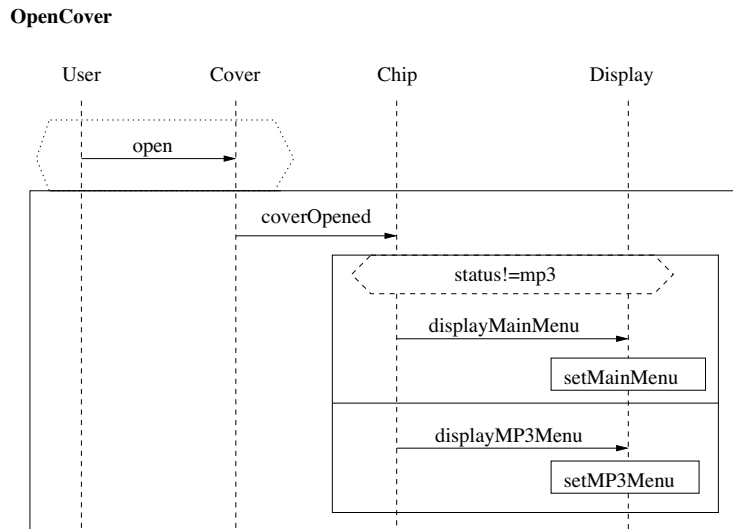 OpenCover
User Cover Chip Display
open
coverOpened
status!=mp3
displayMainMenu
setMainMenu
displayMP3Menu
setMP3Menu